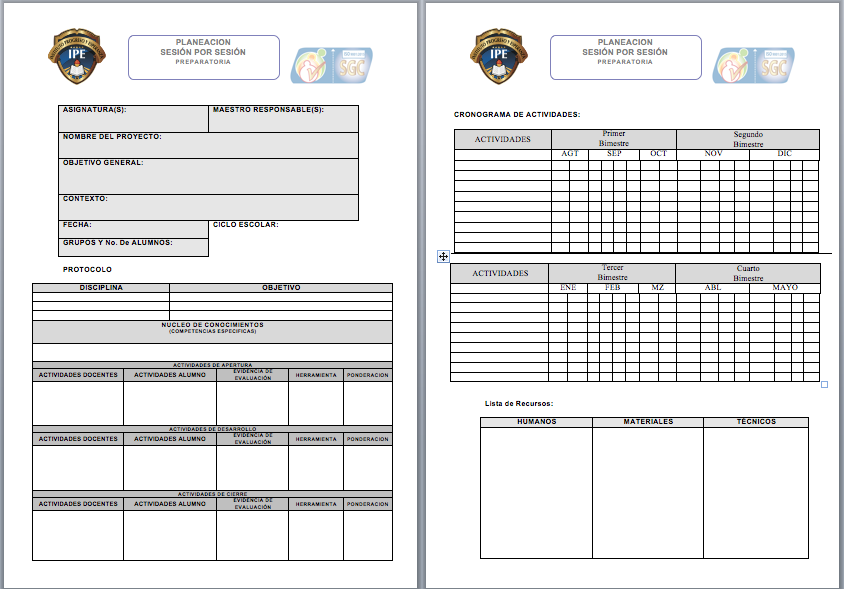 INSTITUTO PROGRESO Y ESPERANZA
IPE
PLANEACION
SESIÓN POR SESIÓN
PREPARATORIA
SGC
ASIGNATURA(S):
MAESTRO RESPONSABLE(S):
NOMBRE DEL PROYECTO:
OBJETIVO GENERAL:
CONTEXTO:
FECHA:
CICLO ESCOLAR:
GRUPOS Y No. De ALUMNOS:
PROTOCOLO
DISCIPLINA OBJETIVO
NUCLEO DE CONOCIMIENTOS
(COMPETENCIAS ESPECIFICAS)
ACTIVIDADES DE APERTURA
ACTIVIDADES DOCENTES ACTIVIDADES ALUMNO EVIDENCIA DE EVALUACIÓN HERRAMIENTA PONDERACION
ACTIVIDADES DE DESARROLLO
ACTIVIDADES DOCENTES ACTIVIDADES ALUMNO EVIDENCIA DE EVALUACIÓN HERRAMIENTA PONDERACION
ACTIVIDADES DE CIERRE
ACTIVIDADES DOCENTES ACTIVIDADES ALUMNO EVIDENCIA DE EVALUACIÓN HERRAMIENTA PONDERACION
IPE
PLANEACION
SESIÓN POR SESIÓN
PREPARATORIA
SGC
CRONOGRAMA DE ACTIVIDADES:
ACTIVIDADES Primer Bimestre Segundo Bimestre
AGT SEP OCT NOV DIC
ACTIVIDADES Tercer Bimestre Cuarto Bimestre
ENE FEB MZ ABL MAYO
Lista de Recursos:
HUMANOS MATERIALES TÉCNICOS